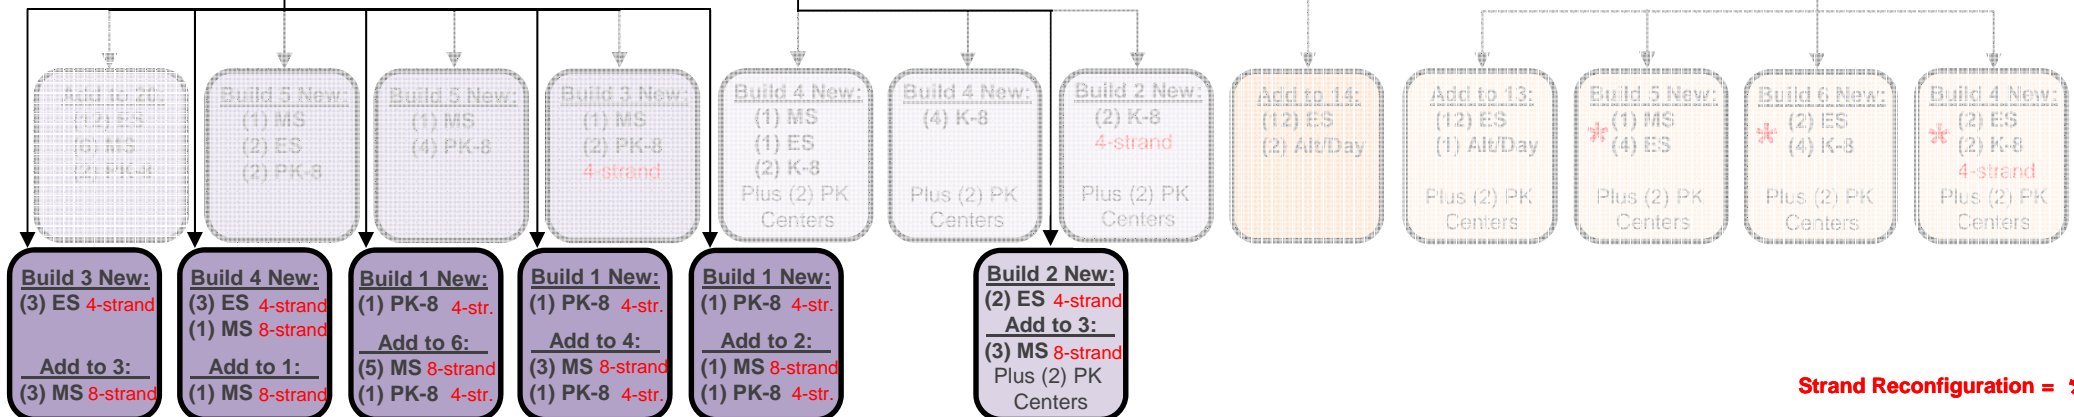 Add to 20:
(12) ES
(6) MS
(2) PK-8
Build 5 New:
(1) MS
(2) ES
(2) PK-8
Build 5 New:
(1) MS
(4) PK-8
Build 3 New:
(1) MS
(2) PK-8
4-strand
Build 4 New:
(1) MS
(1) ES
(2) K-8
Plus (2) PK
Centers
Build 4 New:
(4) K-8
Plus (2) PK
Centers
Build 2 New:
(2) K-8
4-strand
Plus (2) PK
Centers
Add to 14:
(12) ES
(2) Alt/Day
Add to 13:
(12) ES
(1) Alt/Day
Plus (2) PK
Centers
Build 5 New:
* (1) MS
(4) ES
Plus (2) PK
Centers
Build 6 New:
* (2) ES
(4) K-8
Plus (2) PK
Centers
Build 4 New:
* (2) ES
(2) K-8
4-strand
Plus (2) PK
Centers
Build 3 New:
(3) ES 4-strand
Add to 3:
(3) MS 8-strand
Build 4 New:
(3) ES 4-strand
(1) MS 8-strand
Add to 1:
(1) MS 8-strand
Build 1 New:
(1) PK-8 4-str.
Add to 6:
(5) MS 8-strand
(1) PK-8 4-str.
Build 1 New:
(1) PK-8 4-str.
Add to 4:
(3) MS 8-strand
(1) PK-8 4-str.
Build 1 New:
(1) PK-8 4-str.
Add to 2:
(1) MS 8-strand
(1) PK-8 4-str.
Build 2 New:
(2) ES 4-strand
Add to 3:
(3) MS 8-strand
Plus (2) PK
Centers
Strand Reconfiguration = *